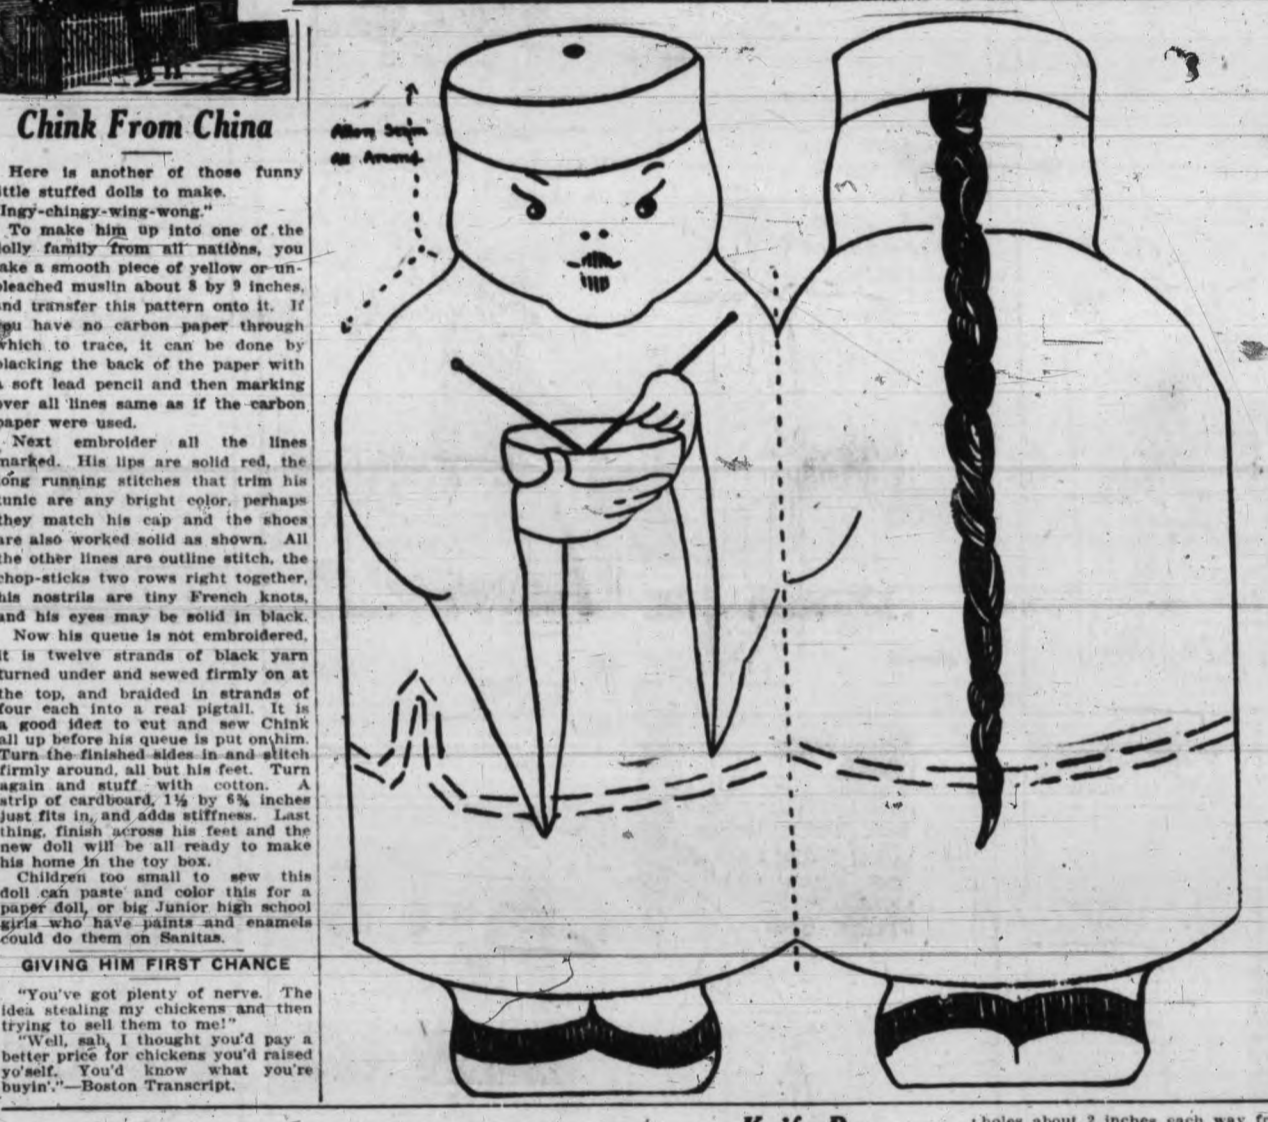 Chink From China
Here is another of those funny
ittle stuffed dolls to make.
Ingy-chingy-wing-wong."
To make him up into one of the
olly family from all nations, you
ake a smooth piece of yellow or un-
bleached muslin about 8 by 9 inches,
and transfer this pattern onto it. If
you have no carbon paper through
which to trace, it can be done by
blacking the back of the paper with
a soft lead pencil and then marking
over all lines same as if the carbon
paper were used.
Next embroider all the lines
marked. His lips are solid red, the
long running stitches that trim his
tunic are any bright color, perhaps
they match his cap and the shoes
are also worked solid as shown. All
the other lines are outline stitch, the
chop-sticks two rows right together,
his nostrils are tiny French knots,
and his eyes may be solid in black.
Now his queue is not embroidered,
it is twelve strands of black yarn
turned under and sewed firmly on at
the top, and braided in strands of
four each into a real pigtail. It is
a good idea to cut and sew Chink
all up before his queue is put on him.
Turn the finished sides in and stitch
firmly around, all but his feet. Turn
again and stuff with cotton. A
strip of cardboard, 1½ by 6¾ inches
just fits in, and adds stiffness. Last
thing, finish across his feet and the
new doll will be all ready to make
his home in the toy box.
Children too small to sew this
doll can paste and color this for a
paper doll, or big Junior high school
girls who have paints and enamels
could do them on Sanitas.
GIVING HIM FIRST CHANCE
"You've got plenty of nerve. The
idea stealing my chickens and then
trying to sell them to me!"
"Well, sah, I thought you'd pay a
better price for chickens you'd raised
yo'self. You'd know what you're
buyin'."—Boston Transcript.
Allow Seam
All Around
holes about 2 inches each way